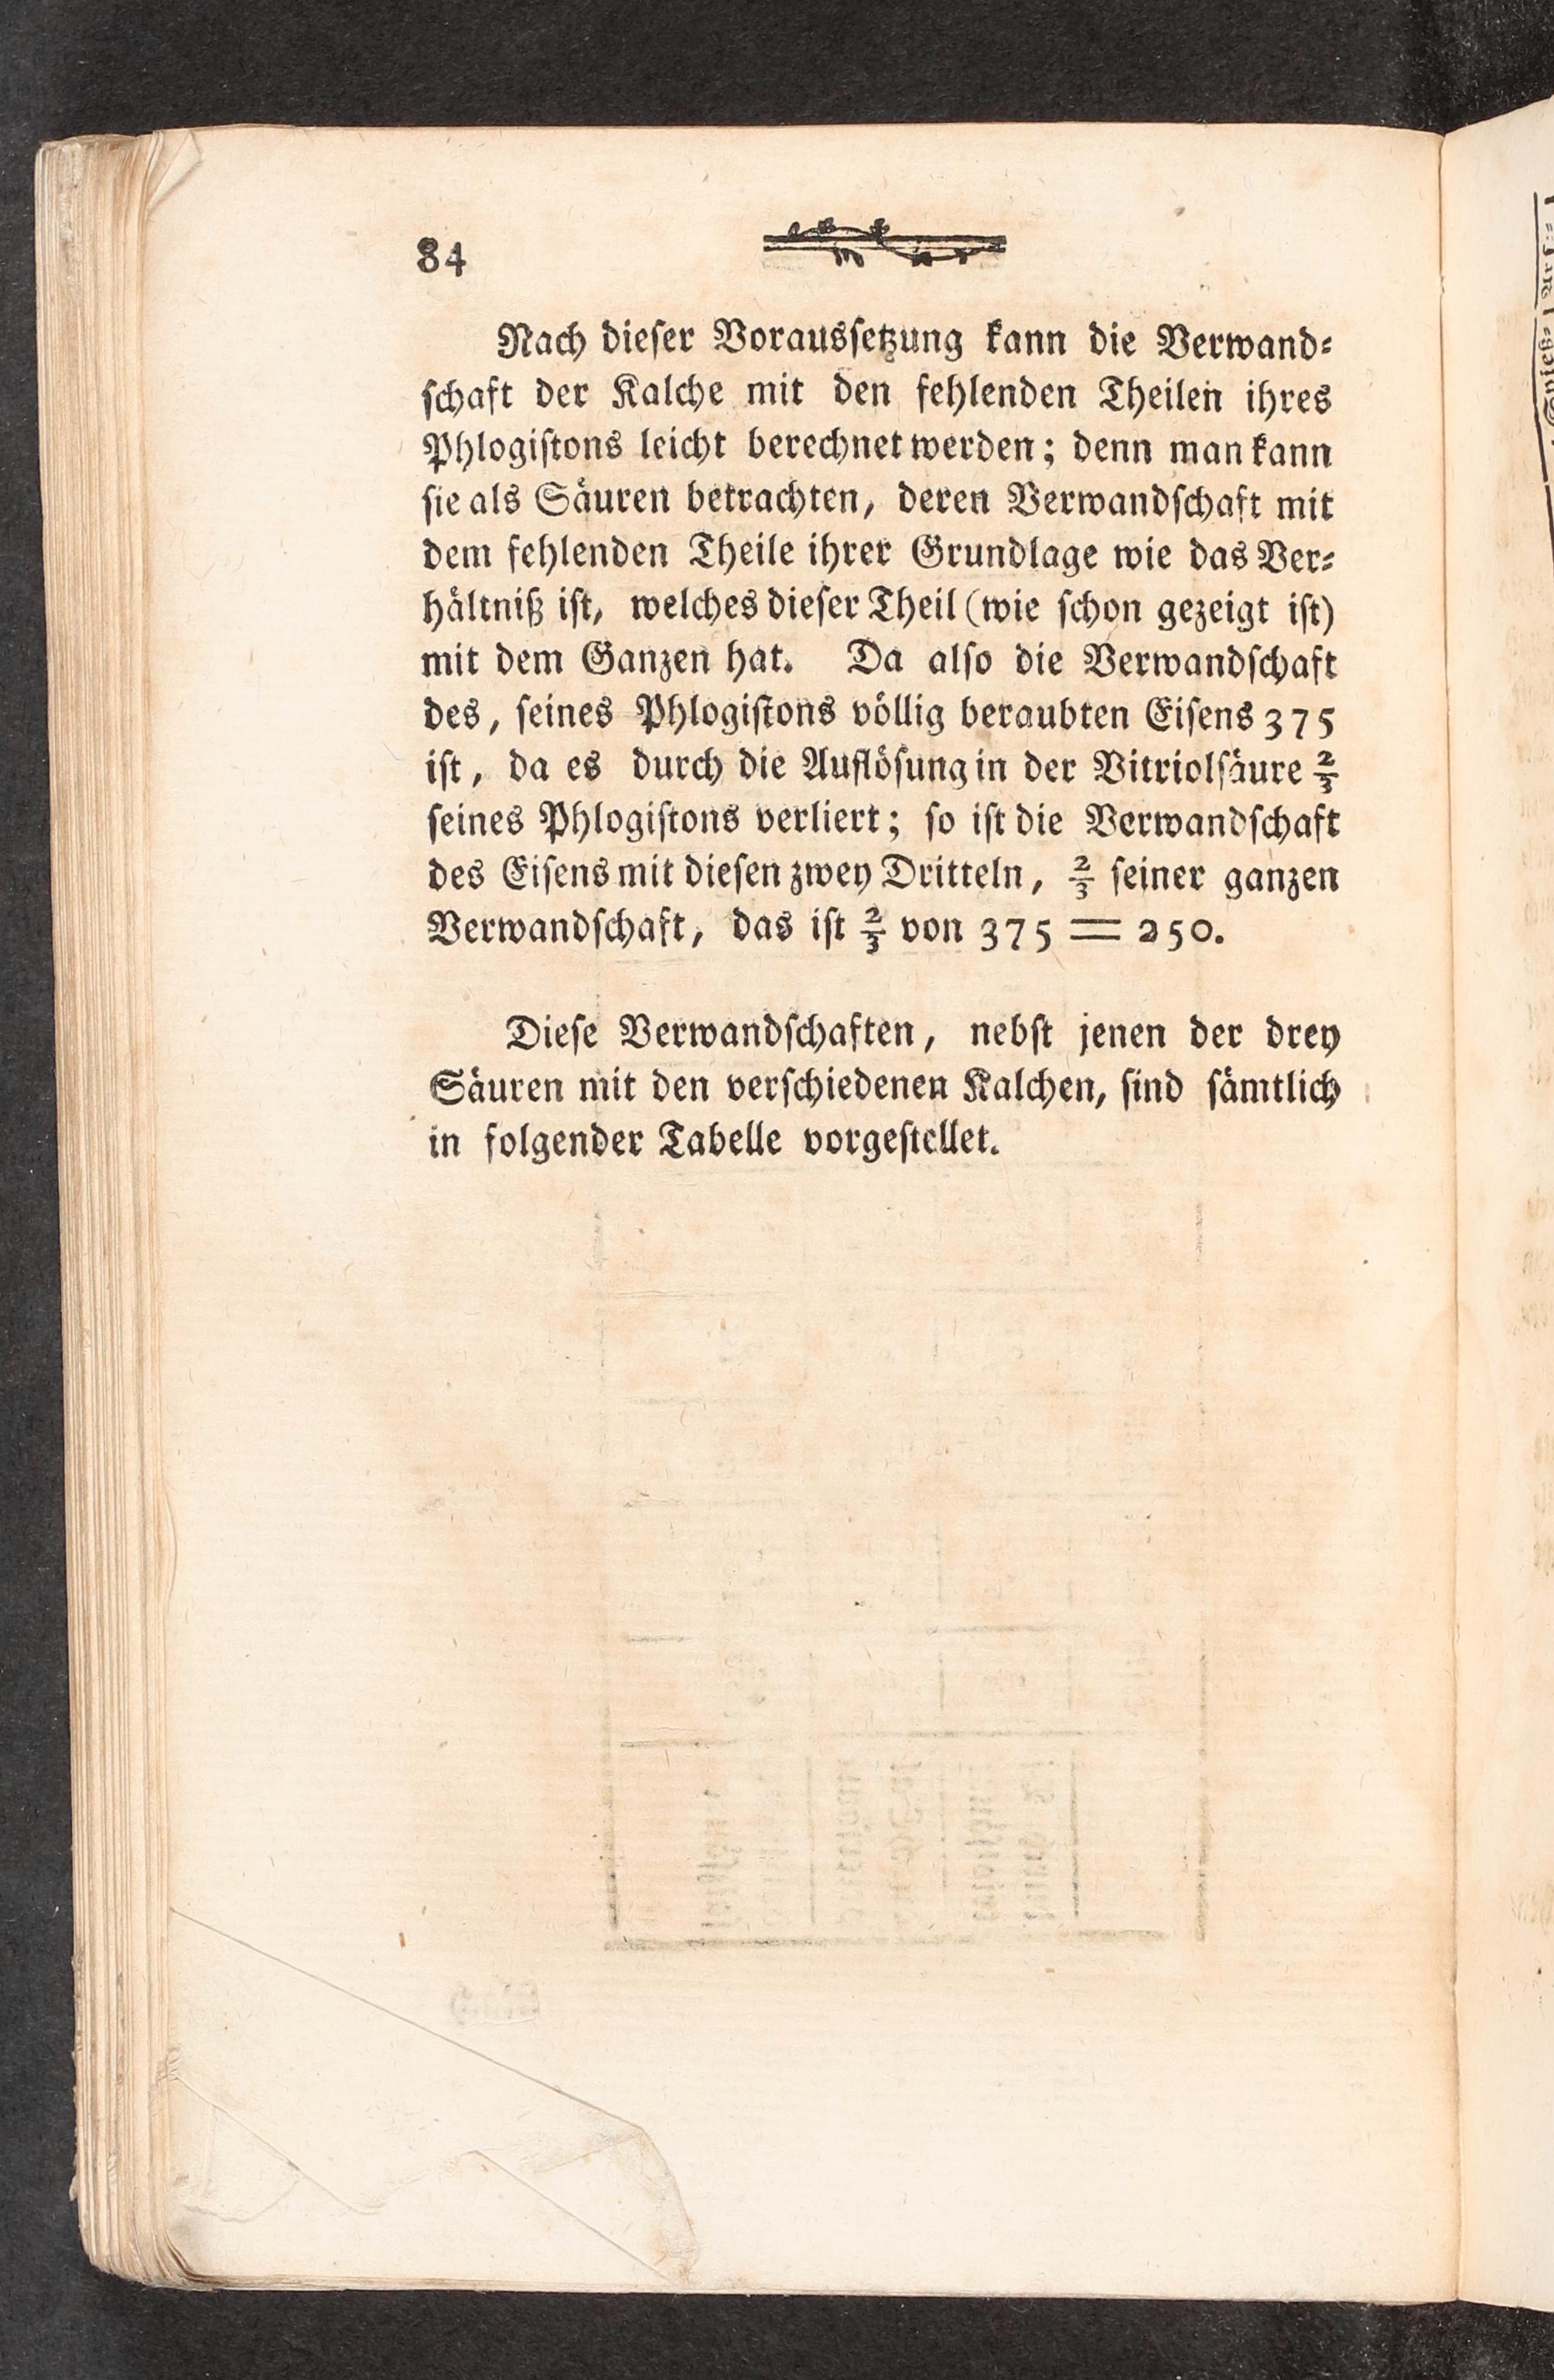 84
Nach dieser Voraussetzung kann die Verwand⸗
schaft der Kalche mit den fehlenden Theilen ihres
Phlogistons leicht berechnet werden; denn man kann
sie als Säuren betrachten, deren Verwandschaft mit
dem fehlenden Theile ihrer Grundlage wie das Ver⸗
hältniß ist, welches dieser Theil (wie schon gezeigt ist)
mit dem Ganzen hat. Da also die Verwandschaft
des, seines Phlogistons völlig beraubten Eisens 375
ist, da es durch die Auflösung in der Vitriolsäure 2/3
seines Phlogistons verliert; so ist die Verwandschaft
des Eisens mit diesen zwey Dritteln, 2/3 seiner ganzen
Verwandschaft, das ist 2/3 von 375 = 250.
Diese Verwandschaften, nebst jenen der drey
Säuren mit den verschiedenen Kalchen, sind sämtlich
in folgender Tabelle vorgestellet.